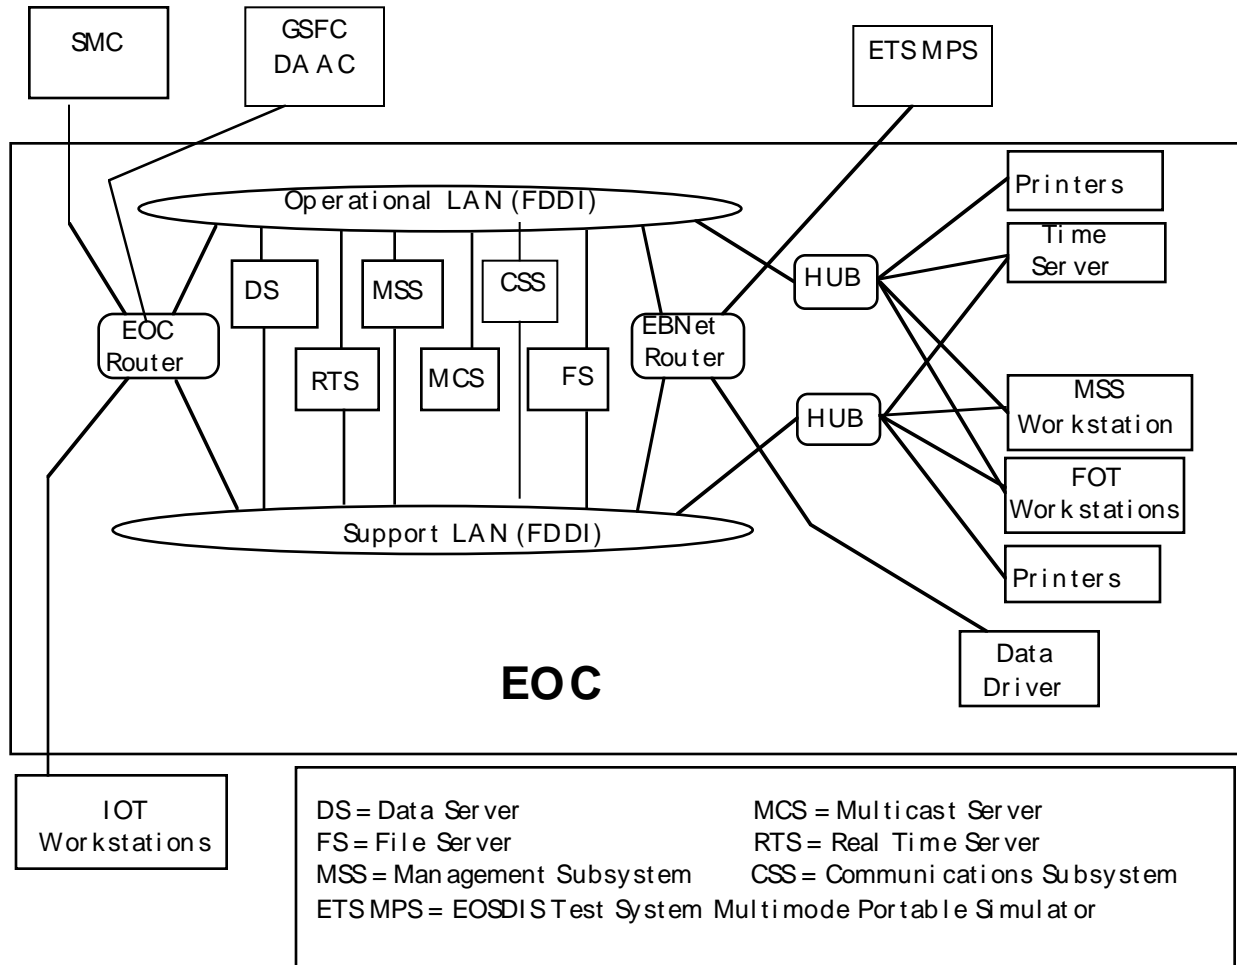 SMC
GSFC
DAAC
ETS MPS
Operational LAN (FDDI)
Printers
Time
Server
DS
MSS
CSS
HUB
EOC
Router
EBNet
Router
RTS
MCS
FS
MSS
Workstation
HUB
FOT
Workstations
Support LAN (FDDI)
Printers
Data
Driver
EOC
IOT
Workstations
DS = Data Server
MCS = Multicast Server
FS = File Server
RTS = Real Time Server
MSS = Management Subsystem
CSS = Communications Subsystem
ETS MPS = EOSDIS Test System Multimode Portable Simulator